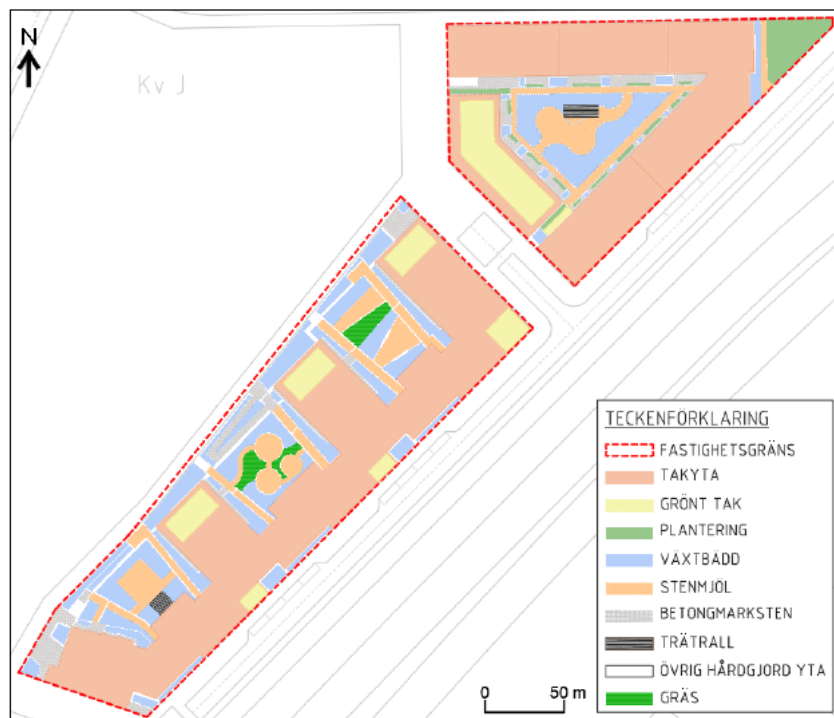 N
Kv J
TECKENFÖRKLARING
FASTIGHETSGRÄNS
TAKYTA
GRÖNT TAK
PLANTERING
VÄXTBÄDD
STENMJÖL
BETONGMARKSTEN
TRÄTRALL
ÖVRIG HÅRDGJORD YTA
GRÄS
0 50 m